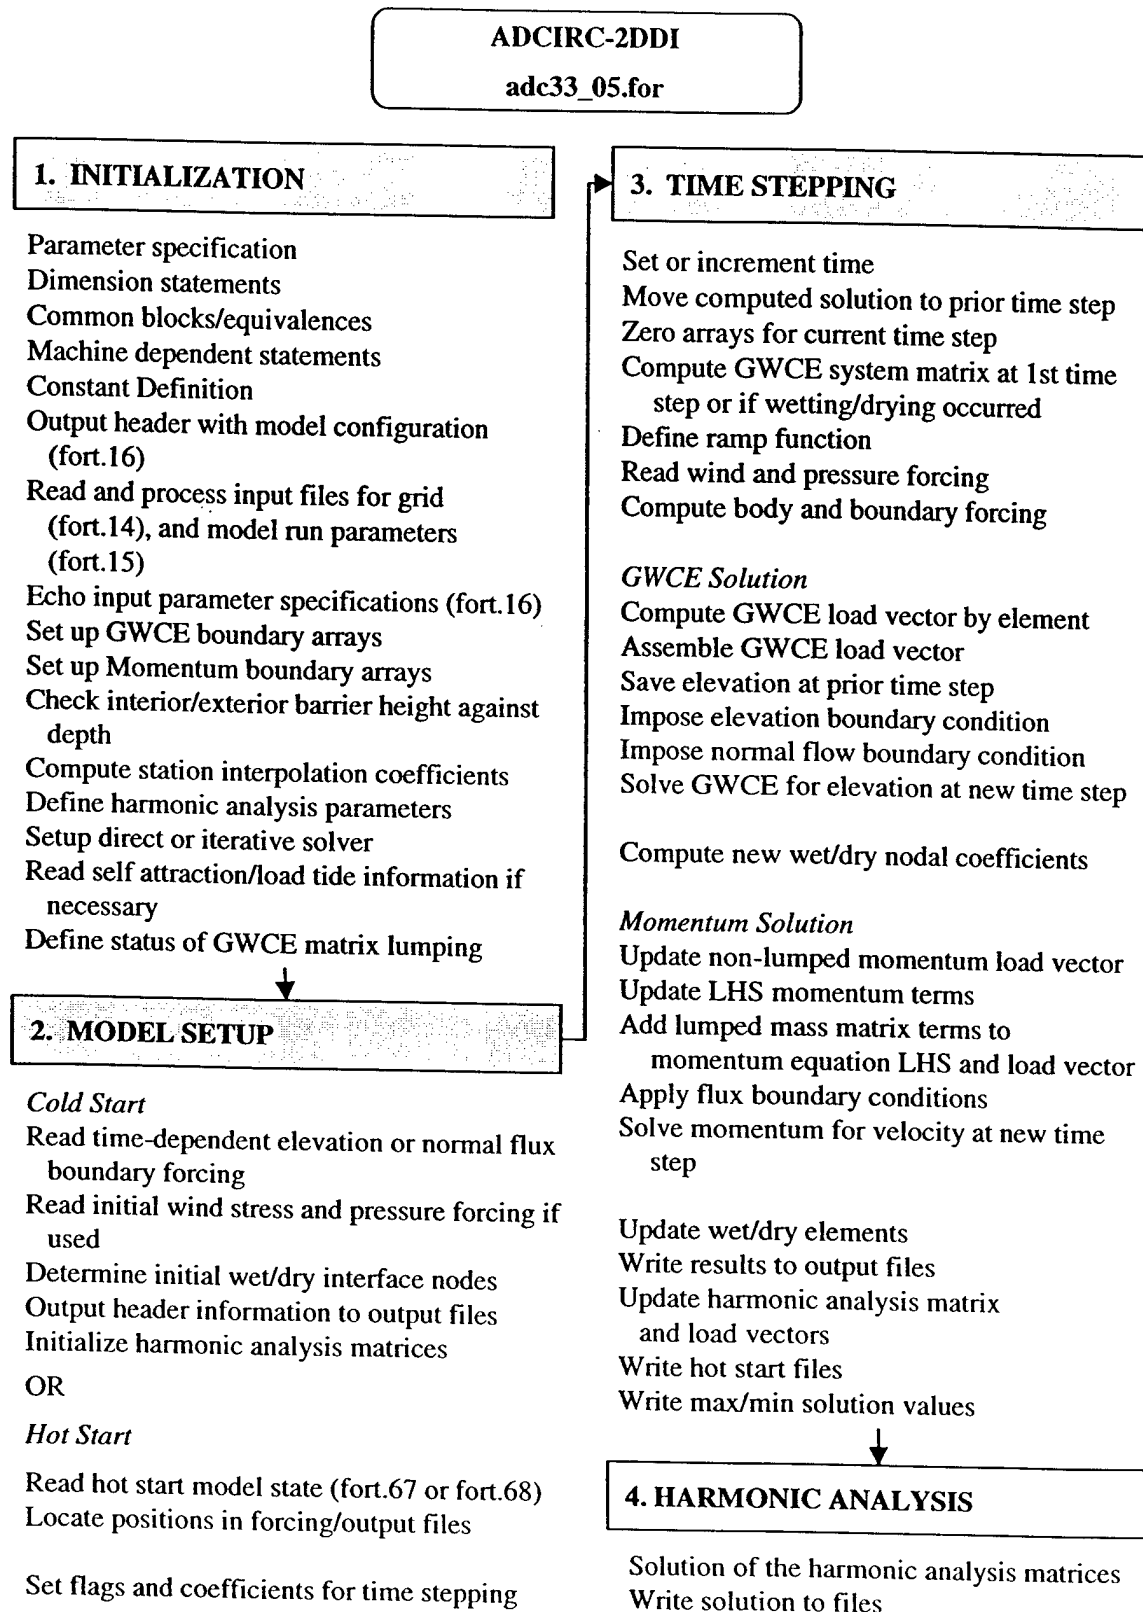 ADCIRC-2DDI
adc33_05.for
1. INITIALIZATION
Parameter specification
Dimension statements
Common blocks/equivalences
Machine dependent statements
Constant Definition
Output header with model configuration
(fort.16)
Read and process input files for grid
(fort.14), and model run parameters
(fort.15)
Echo input parameter specifications (fort.16)
Set up GWCE boundary arrays
Set up Momentum boundary arrays
Check interior/exterior barrier height against
depth
Compute station interpolation coefficients
Define harmonic analysis parameters
Setup direct or iterative solver
Read self attraction/load tide information if
necessary
Define status of GWCE matrix lumping
2. MODEL SETUP
Cold Start
Read time-dependent elevation or normal flux
boundary forcing
Read initial wind stress and pressure forcing if
used
Determine initial wet/dry interface nodes
Output header information to output files
Initialize harmonic analysis matrices
OR
Hot Start
Read hot start model state (fort.67 or fort.68)
Locate positions in forcing/output files
Set flags and coefficients for time stepping
3. TIME STEPPING
Set or increment time
Move computed solution to prior time step
Zero arrays for current time step
Compute GWCE system matrix at 1st time
step or if wetting/drying occurred
Define ramp function
Read wind and pressure forcing
Compute body and boundary forcing
GWCE Solution
Compute GWCE load vector by element
Assemble GWCE load vector
Save elevation at prior time step
Impose elevation boundary condition
Impose normal flow boundary condition
Solve GWCE for elevation at new time step
Compute new wet/dry nodal coefficients
Momentum Solution
Update non-lumped momentum load vector
Update LHS momentum terms
Add lumped mass matrix terms to
momentum equation LHS and load vector
Apply flux boundary conditions
Solve momentum for velocity at new time
step
Update wet/dry elements
Write results to output files
Update harmonic analysis matrix
and load vectors
Write hot start files
Write max/min solution values
4. HARMONIC ANALYSIS
Solution of the harmonic analysis matrices
Write solution to files